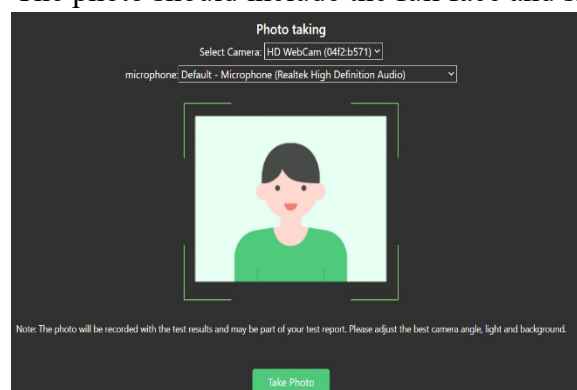 The photo should include the full face and
Photo taking
Select Camera: HD WebCam (04f2:b571)
microphone: Default - Microphone (Realtek High Definition Audio)
Note: The photo will be recorded with the test results and may be part of your test report. Please adjust the best camera angle, light and background.
Take Photo